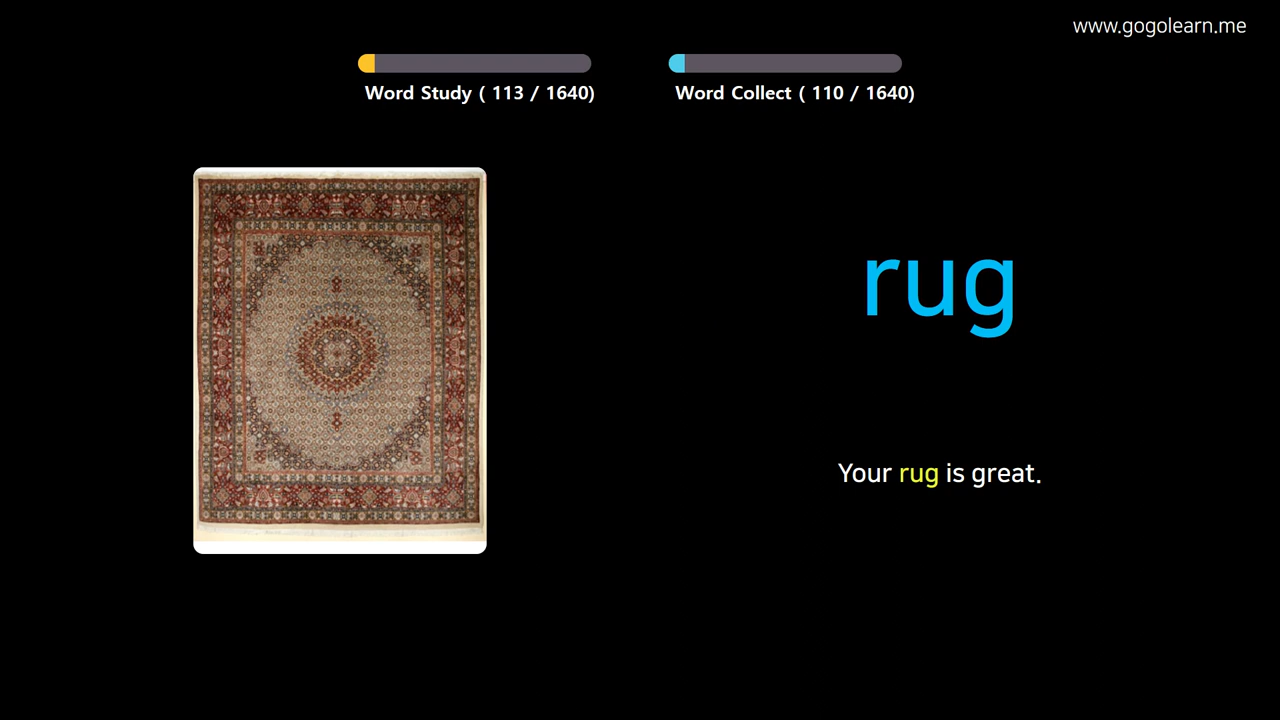 www.gogolearn.me
Word Study ( 113 / 1640)
Word Collect ( 110 / 1640)
rug
Your rug is great.